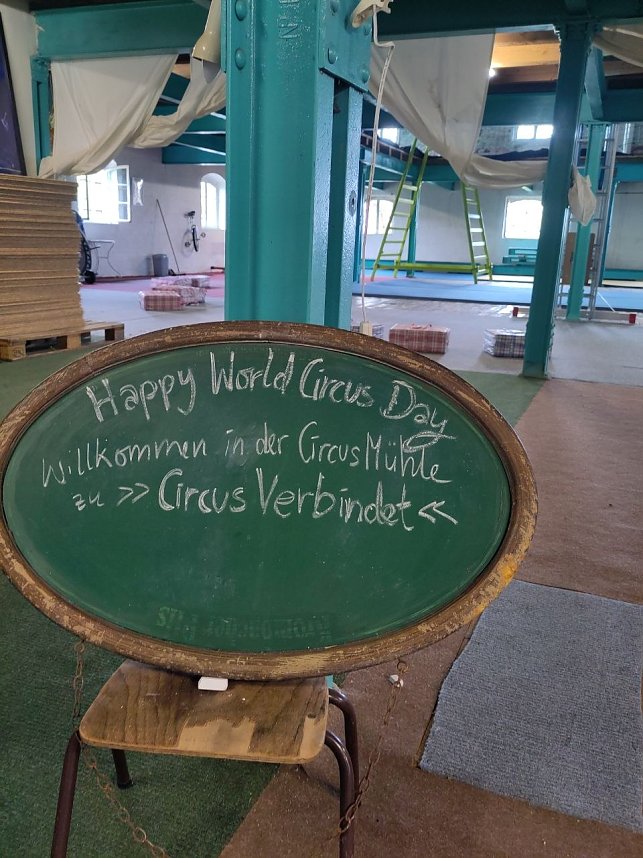 Happy World Circus Day
Willkommen in der CircusMühle
zu >> Circus Verbindet <<